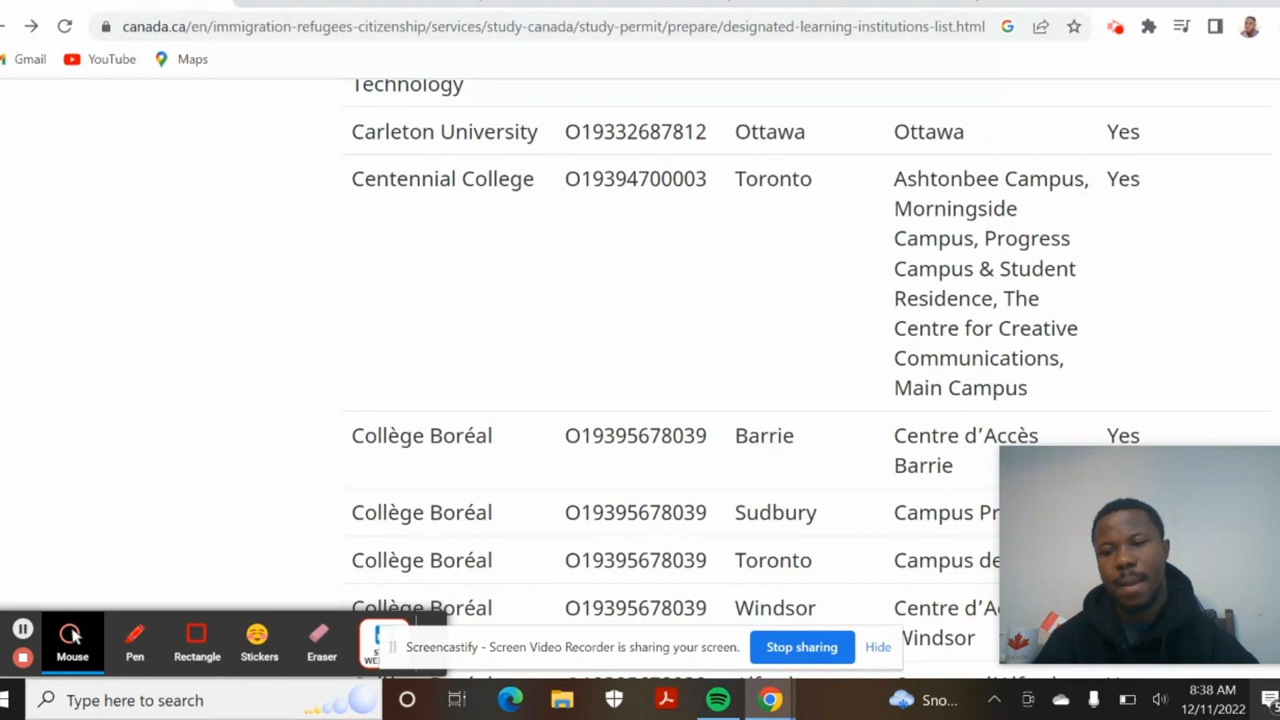 canada.ca/en/immigration-refugees-citizenship/services/study-canada/study-permit/prepare/designated-learning-institutions-list.html
Gmail YouTube Maps
Technology
Carleton University O19332687812 Ottawa Ottawa Yes
Centennial College O19394700003 Toronto Ashtonbee Campus, Yes
Morningside
Campus, Progress
Campus & Student
Residence, The
Centre for Creative
Communications,
Main Campus
Collège Boréal O19395678039 Barrie Centre d’Accès Yes
Barrie
Collège Boréal O19395678039 Sudbury Campus
Collège Boréal O19395678039 Toronto Campus
Collège Boréal O19395678039 Windsor Centre
Windsor
Mouse Pen Rectangle Stickers Eraser
Screencastify - Screen Video Recorder is sharing your screen. Stop sharing Hide
Type here to search
Sno... 8:38 AM
12/11/2022